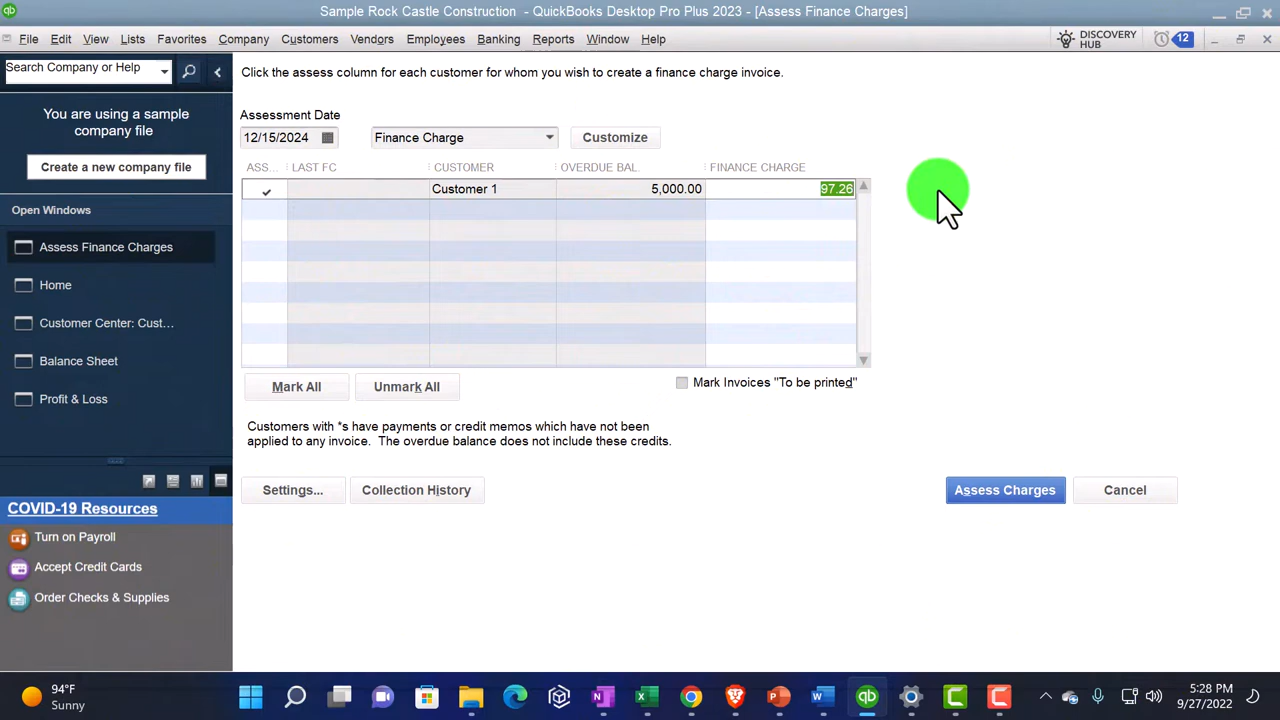 Sample Rock Castle Construction - QuickBooks Desktop Pro Plus 2023 - [Assess Finance Charges]
File Edit View Lists Favorites Company Customers Vendors Employees Banking Reports Window Help
DISCOVERY
HUB
12
Search Company or Help
You are using a sample
company file
Create a new company file
Open Windows
Assess Finance Charges
Home
Customer Center: Cust...
Balance Sheet
Profit & Loss
COVID-19 Resources
Turn on Payroll
Accept Credit Cards
Order Checks & Supplies
Click the assess column for each customer for whom you wish to create a finance charge invoice.
Assessment Date
12/15/2024 Finance Charge Customize
ASS... LAST FC CUSTOMER OVERDUE BAL. FINANCE CHARGE
Customer 1 5,000.00 97.26
Mark All Unmark All Mark Invoices "To be printed"
Customers with *s have payments or credit memos which have not been
applied to any invoice. The overdue balance does not include these credits.
Settings... Collection History Assess Charges Cancel
94°F
Sunny
5:28 PM
9/27/2022